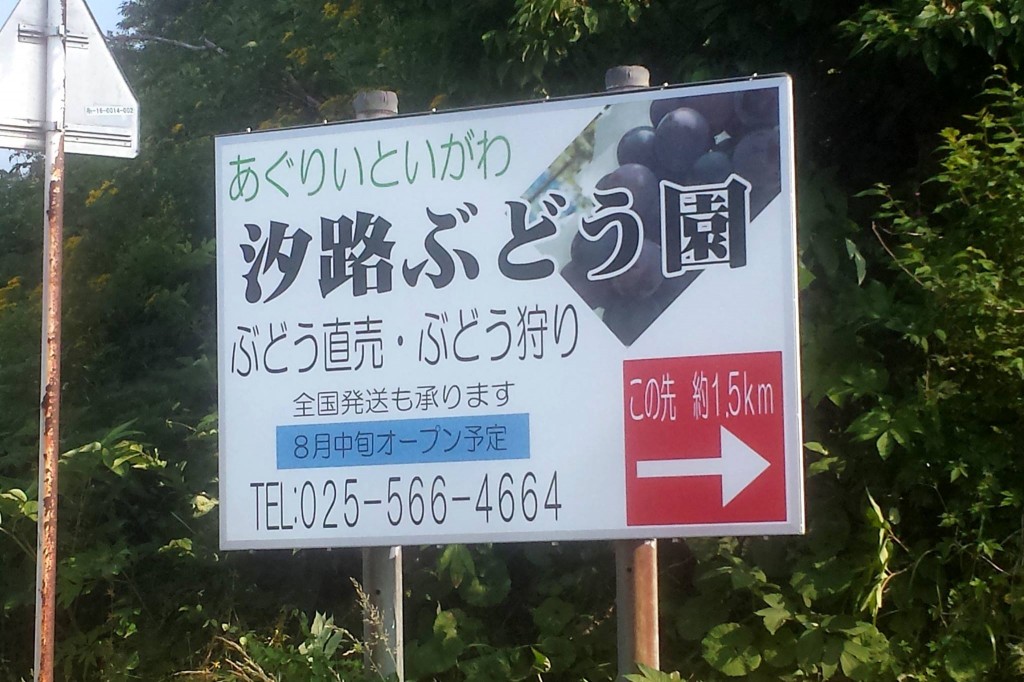 あぐりいといがわ
汐路ぶどう園
ぶどう直売・ぶどう狩り
全国発送も承ります
8月中旬オープン予定
TEL:025-566-4664
この先 約1.5km